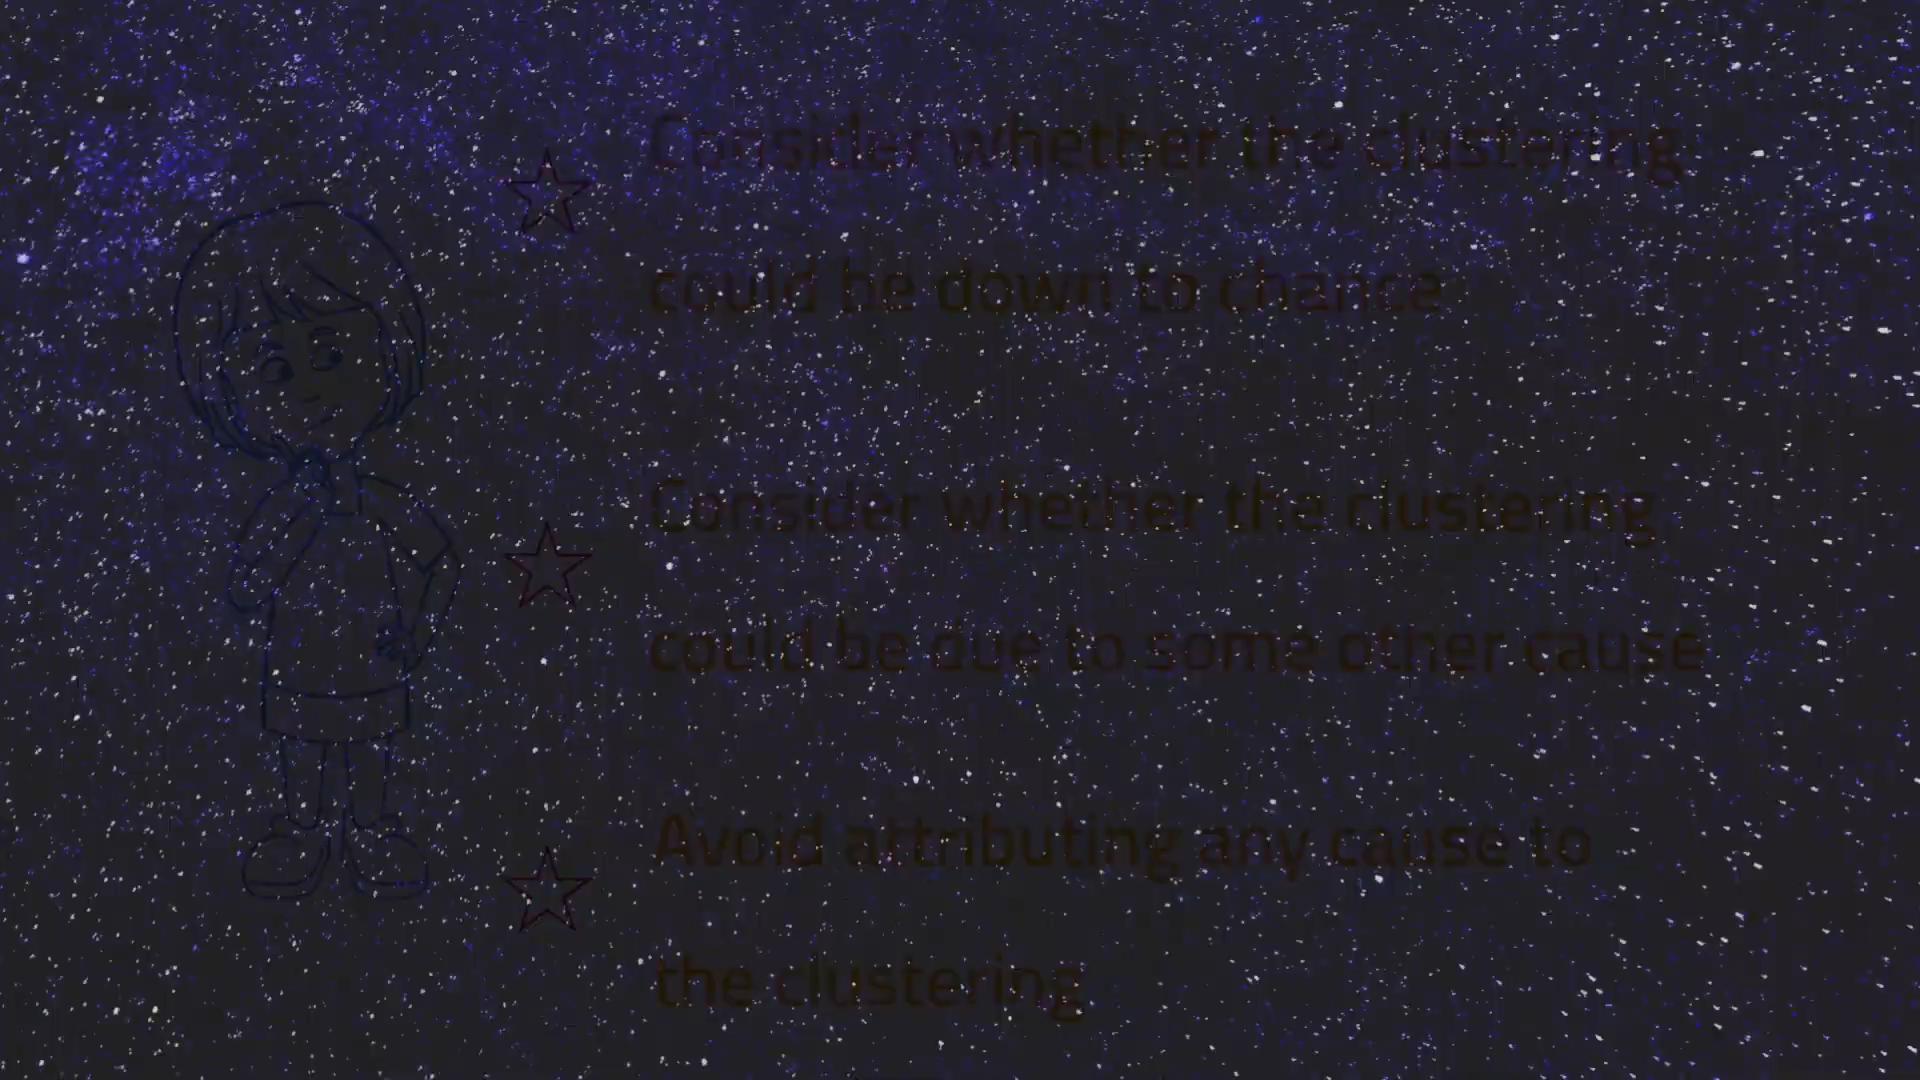 Consider whether the clustering
could be down to chance
Consider whether the clustering
could be due to some other cause
Avoid attributing any cause to
the clustering